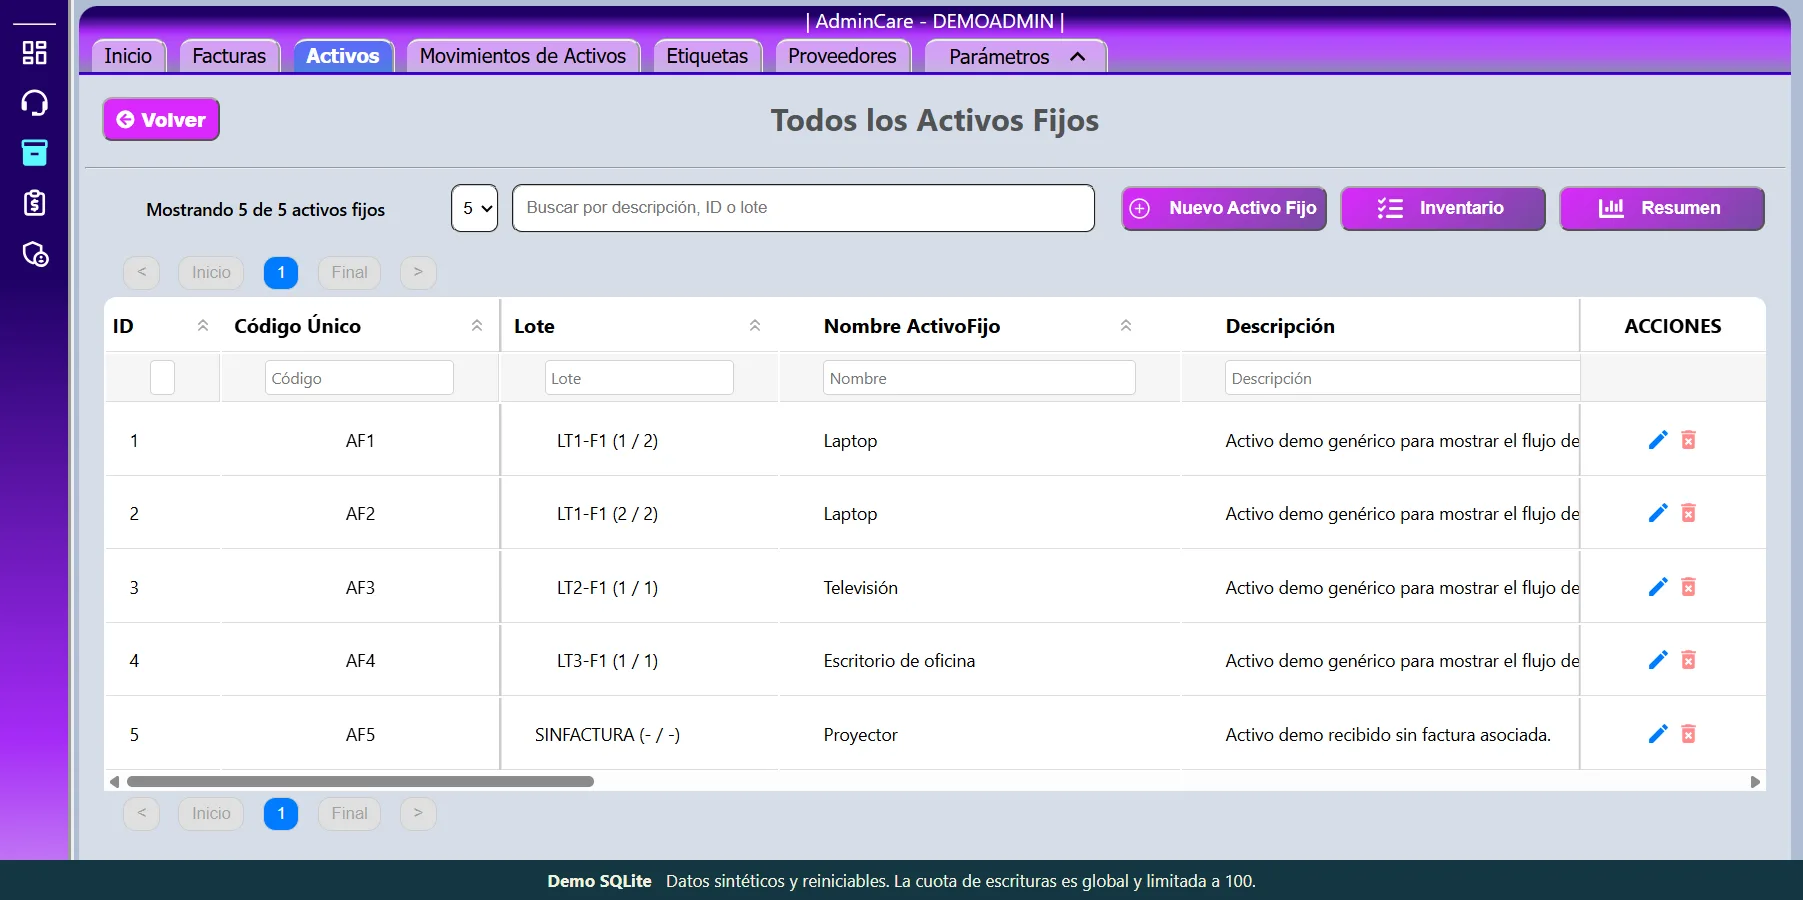 | AdminCare - DEMOADMIN |
Inicio Facturas Activos Movimientos de Activos Etiquetas Proveedores Parámetros
Volver
Todos los Activos Fijos
Mostrando 5 de 5 activos fijos 5 Buscar por descripción, ID o lote Nuevo Activo Fijo Inventario Resumen
< Inicio 1 Final >
ID Código Único Lote Nombre ActivoFijo Descripción ACCIONES
Código Lote Nombre Descripción
1 AF1 LT1-F1 (1 / 2) Laptop Activo demo genérico para mostrar el flujo de
2 AF2 LT1-F1 (2 / 2) Laptop Activo demo genérico para mostrar el flujo de
3 AF3 LT2-F1 (1 / 1) Televisión Activo demo genérico para mostrar el flujo de
4 AF4 LT3-F1 (1 / 1) Escritorio de oficina Activo demo genérico para mostrar el flujo de
5 AF5 SINFACTURA (- / -) Proyector Activo demo recibido sin factura asociada.
< Inicio 1 Final >
Demo SQLite Datos sintéticos y reiniciables. La cuota de escrituras es global y limitada a 100.